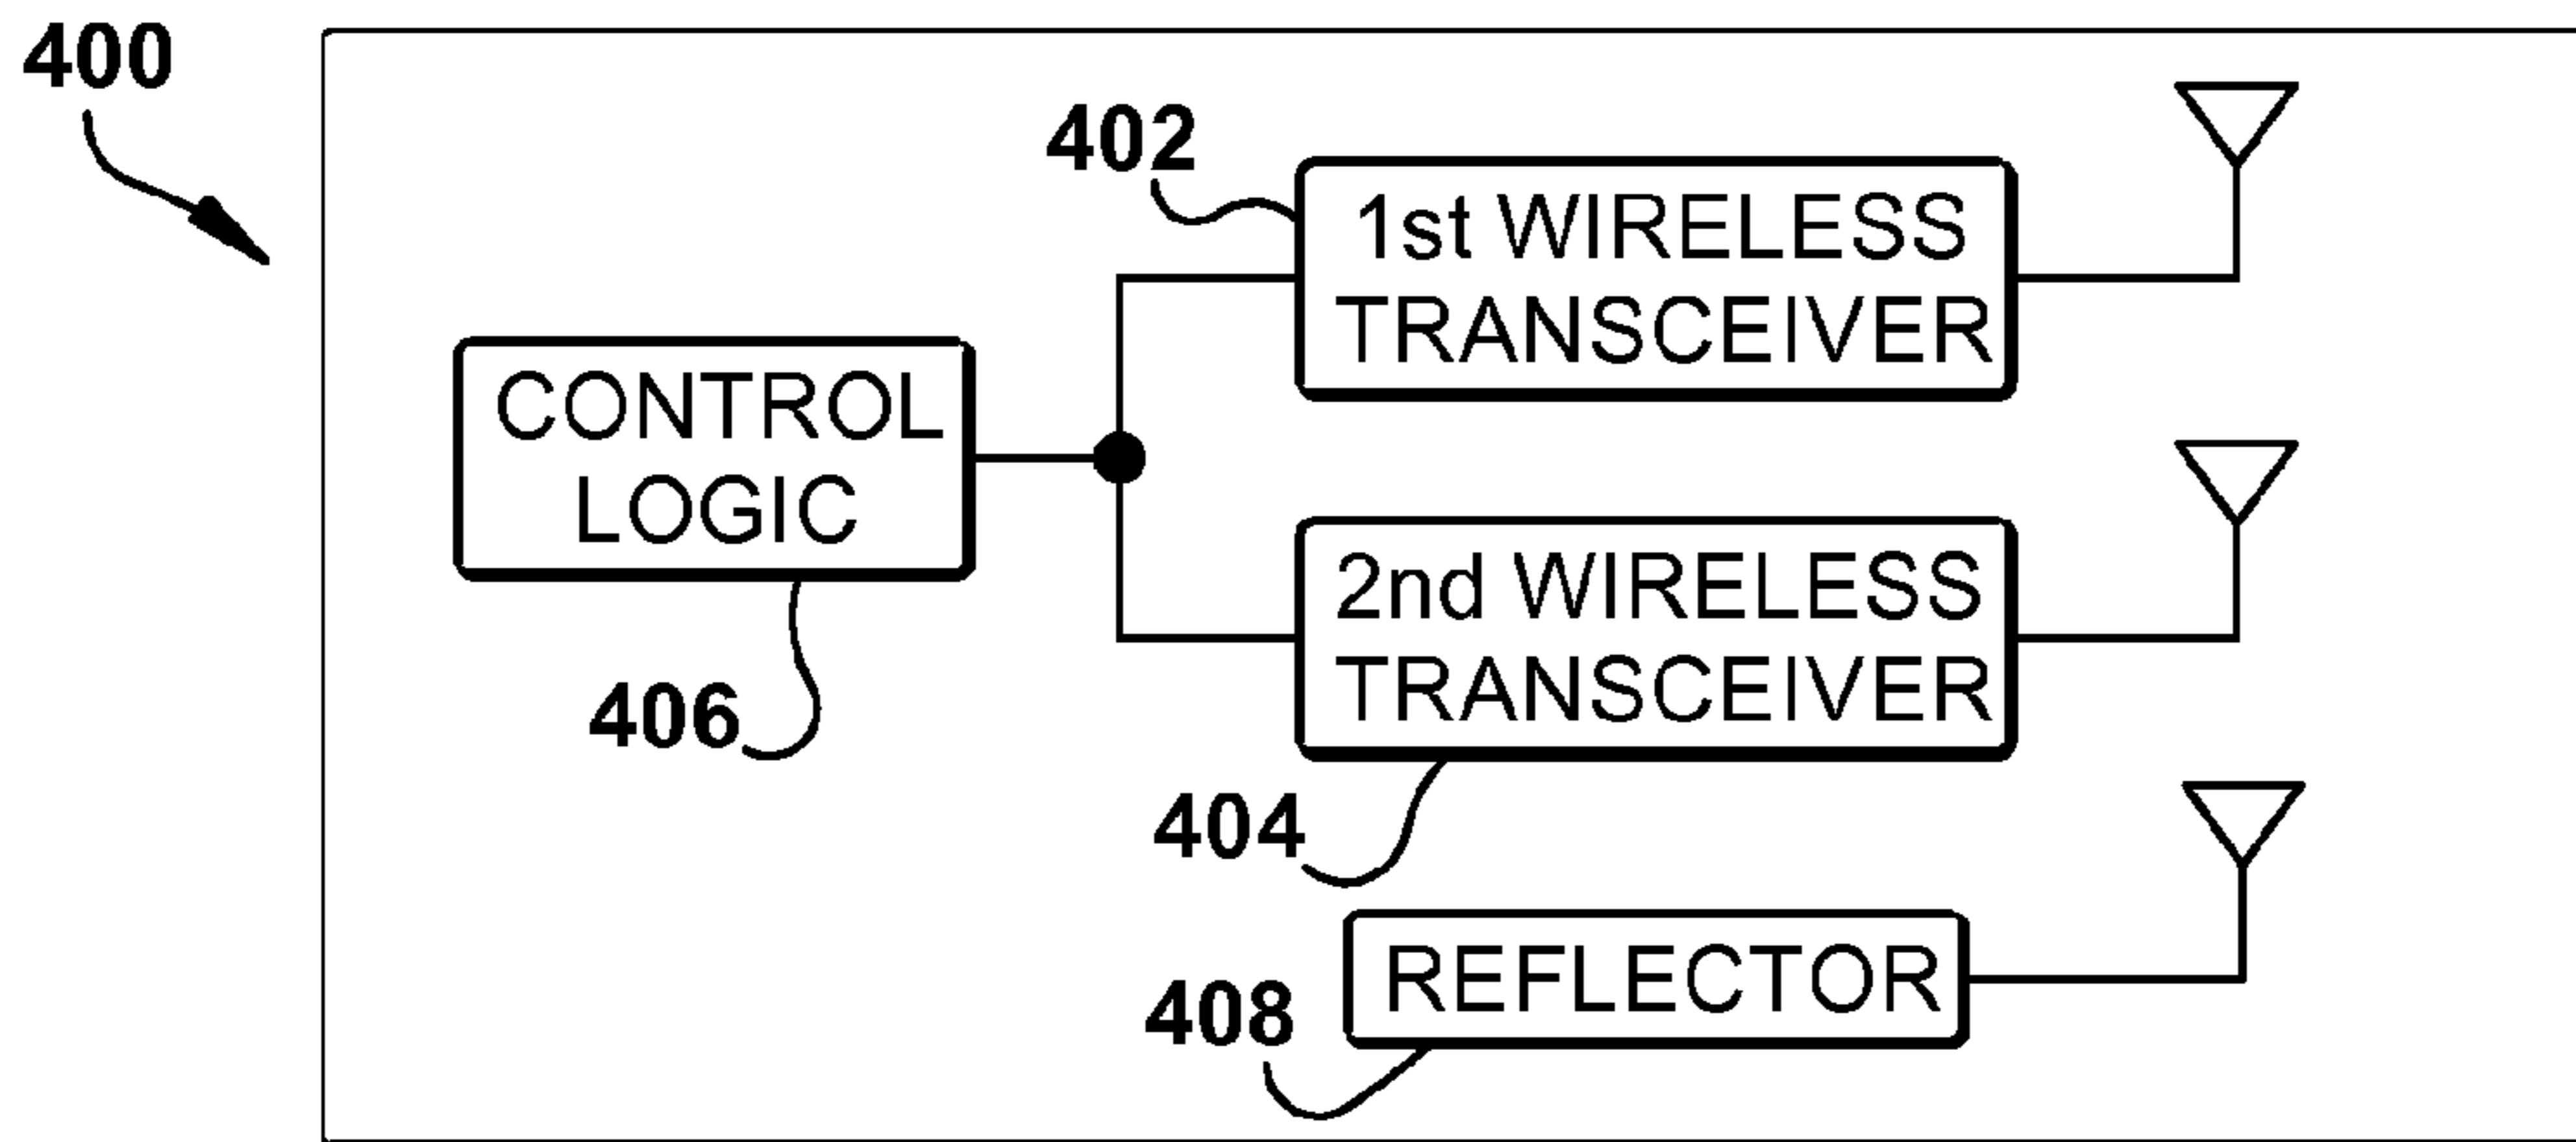 400
402
1st WIRELESS
TRANSCEIVER
CONTROL
LOGIC
406
2nd WIRELESS
TRANSCEIVER
404
REFLECTOR
408